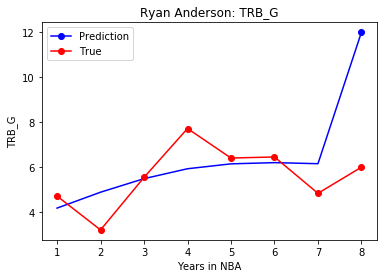 Ryan Anderson: TRB_G
Prediction
True
12
10
8
6
4
TRB_G
1 2 3 4 5 6 7 8
Years in NBA